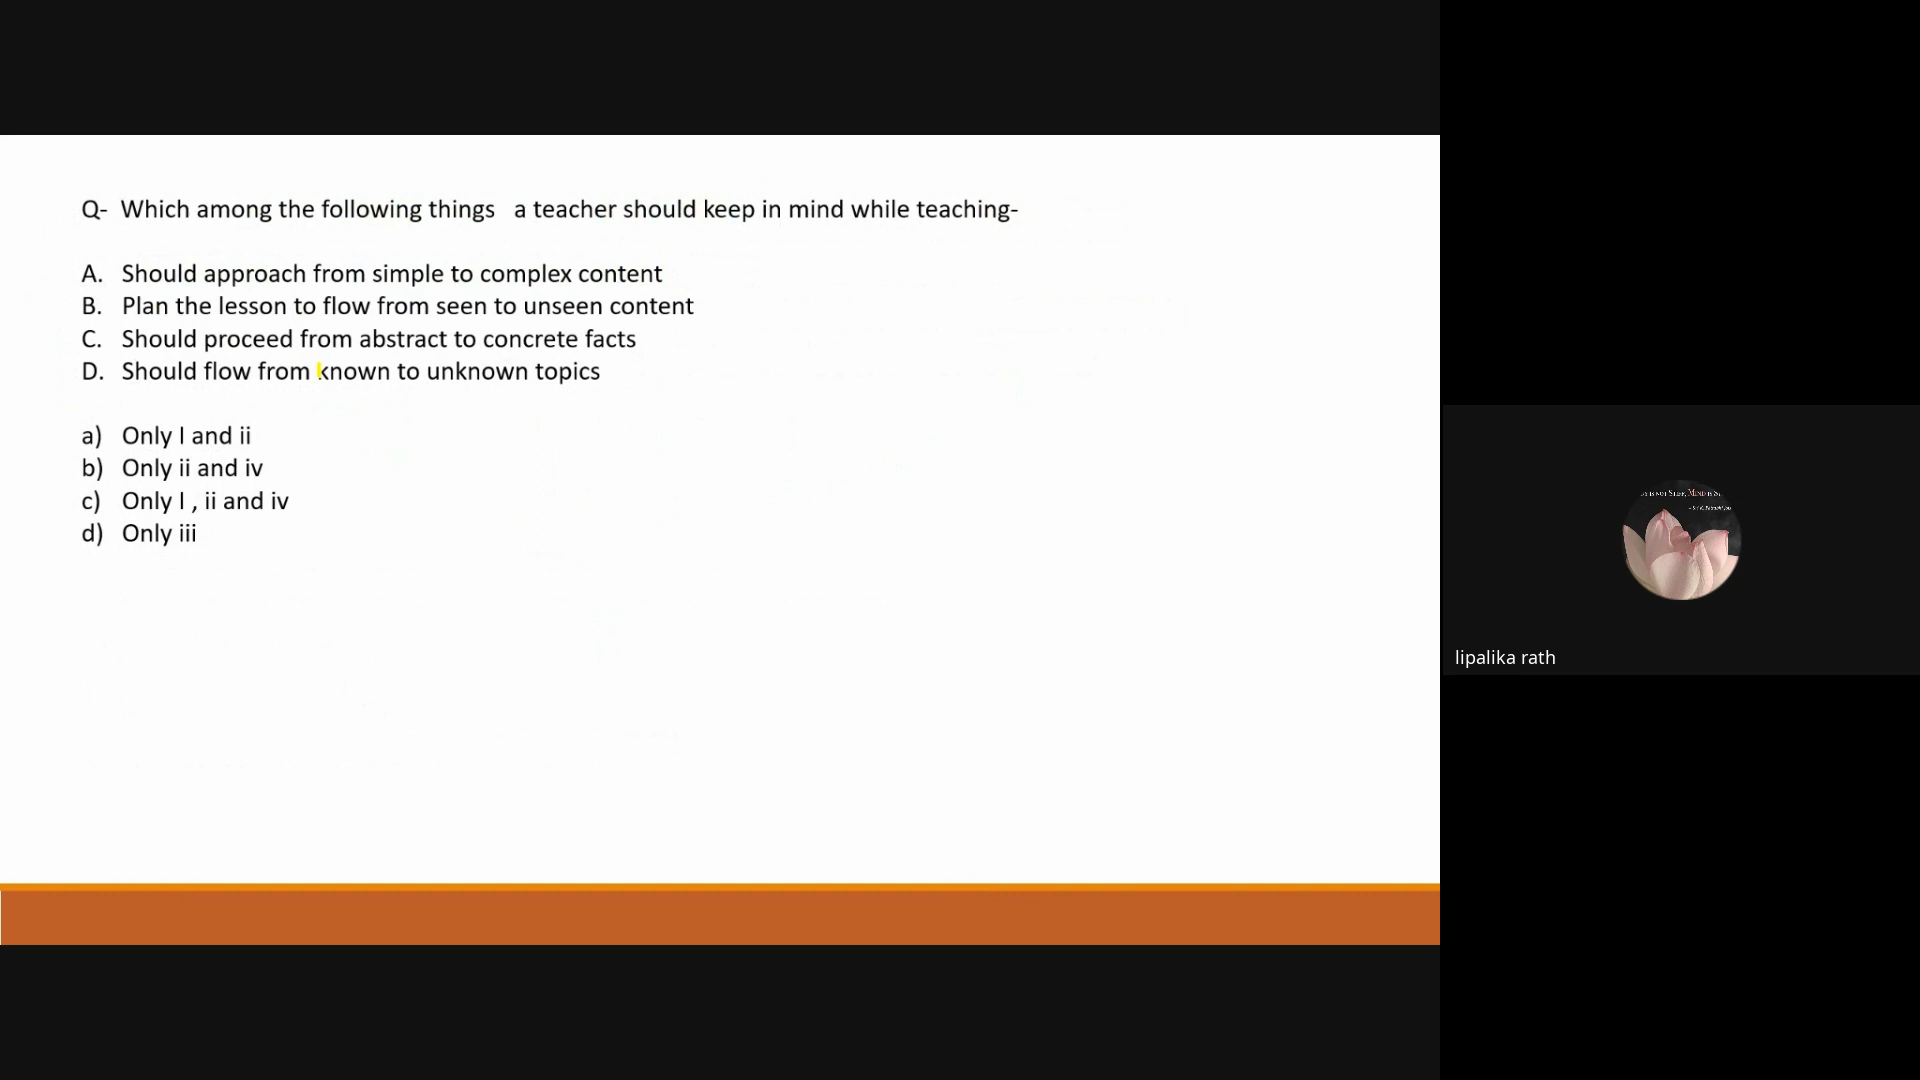 Q- Which among the following things a teacher should keep in mind while teaching-
A. Should approach from simple to complex content
B. Plan the lesson to flow from seen to unseen content
C. Should proceed from abstract to concrete facts
D. Should flow from known to unknown topics
a) Only I and ii
b) Only ii and iv
c) Only I , ii and iv
d) Only iii
lipalika rath